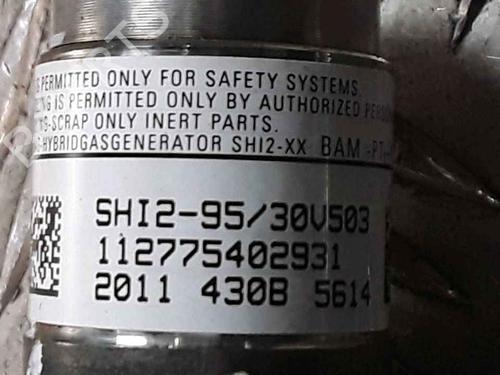 IS PERMITTED ONLY FOR SAFETY SYSTEMS.
IS PERMITTED ONLY BY AUTHORIZED
SCRAP ONLY INERT PARTS.
HYBRIDGASGENERATOR SHI2-XX BAM -PT
SHI2-95/30V503
112775402931
2011 430B 5614